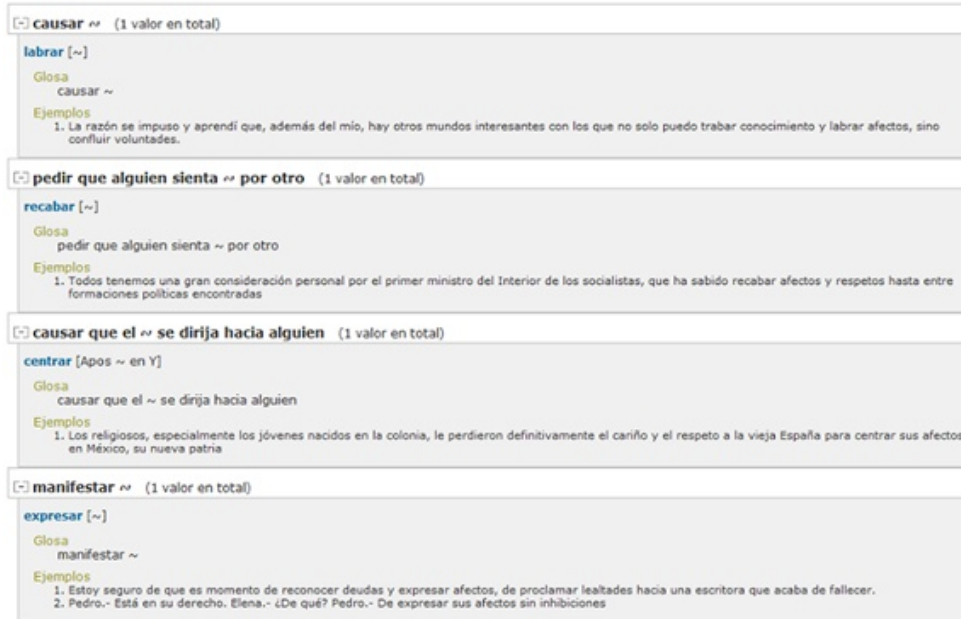 [-] causar ~ (1 valor en total)
labrar [~]
Glosa
causar ~
Ejemplos
1. La razón se impuso y aprendí que, además del mío, hay otros mundos interesantes con los que no solo puedo trabar conocimiento y labrar afectos, sino
confluir voluntades.
[-] pedir que alguien sienta ~ por otro (1 valor en total)
recabar [~]
Glosa
pedir que alguien sienta ~ por otro
Ejemplos
1. Todos tenemos una gran consideración personal por el primer ministro del Interior de los socialistas, que ha sabido recabar afectos y respetos hasta entre
formaciones políticas encontradas
[-] causar que el ~ se dirija hacia alguien (1 valor en total)
centrar [Apos ~ en Y]
Glosa
causar que el ~ se dirija hacia alguien
Ejemplos
1. Los religiosos, especialmente los jóvenes nacidos en la colonia, le perdieron definitivamente el cariño y el respeto a la vieja España para centrar sus afectos
en México, su nueva patria
[-] manifestar ~ (1 valor en total)
expresar [~]
Glosa
manifestar ~
Ejemplos
1. Estoy seguro de que es momento de reconocer deudas y expresar afectos, de proclamar lealtades hacia una escritora que acaba de fallecer.
2. Pedro.- Está en su derecho. Elena.- ¿De qué? Pedro.- De expresar sus afectos sin inhibiciones